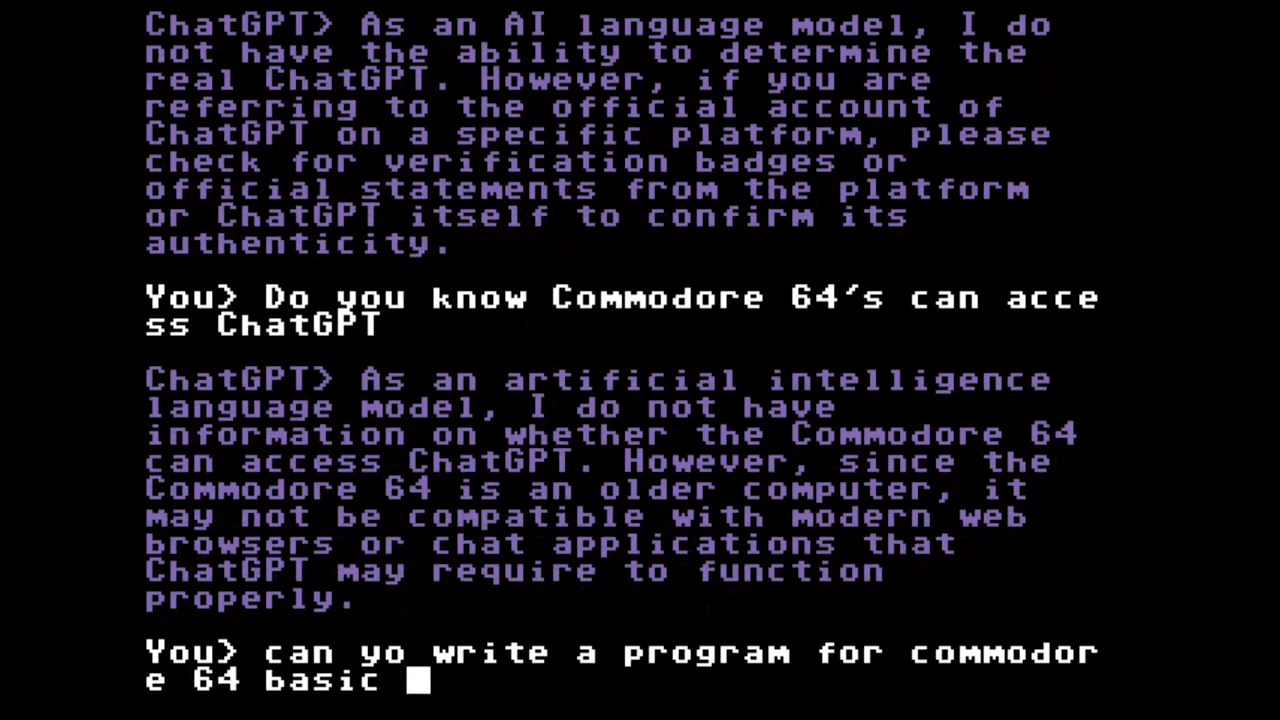 ChatGPT> As an AI language model, I do
not have the ability to determine the
real ChatGPT. However, if you are
referring to the official account of
ChatGPT on a specific platform, please
check for verification badges or
official statements from the platform
or ChatGPT itself to confirm its
authenticity.
You> Do you know Commodore 64's can acce
ss ChatGPT
ChatGPT> As an artificial intelligence
language model, I do not have
information on whether the Commodore 64
can access ChatGPT. However, since the
Commodore 64 is an older computer, it
may not be compatible with modern web
browsers or chat applications that
ChatGPT may require to function
properly.
You> can yo write a program for commodor
e 64 basic